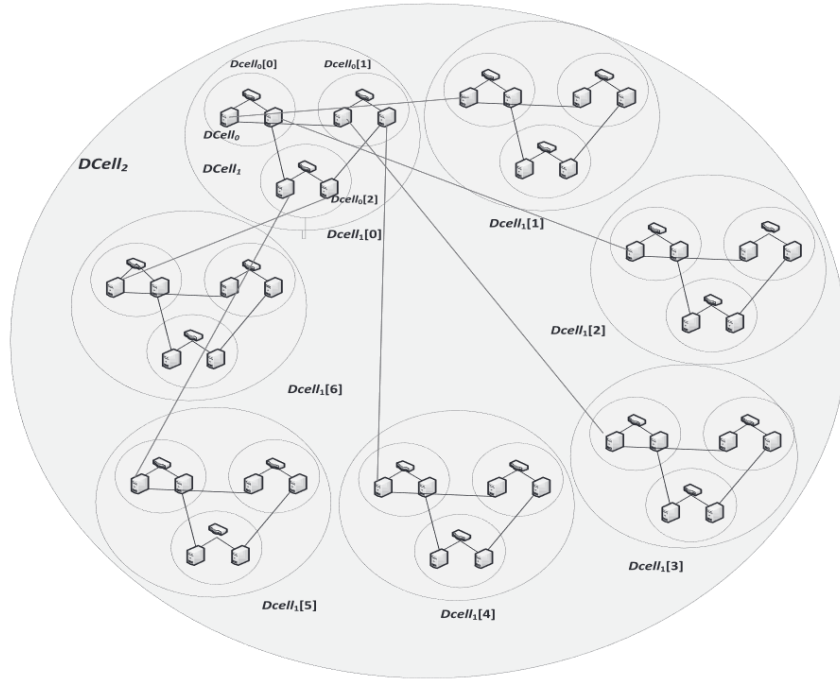 Dcell₀[0]
Dcell₀[1]
DCell₀
DCell₂
DCell₁
Dcell₀[2]
Dcell₁[0]
Dcell₁[1]
Dcell₁[2]
Dcell₁[6]
Dcell₁[3]
Dcell₁[5]
Dcell₁[4]